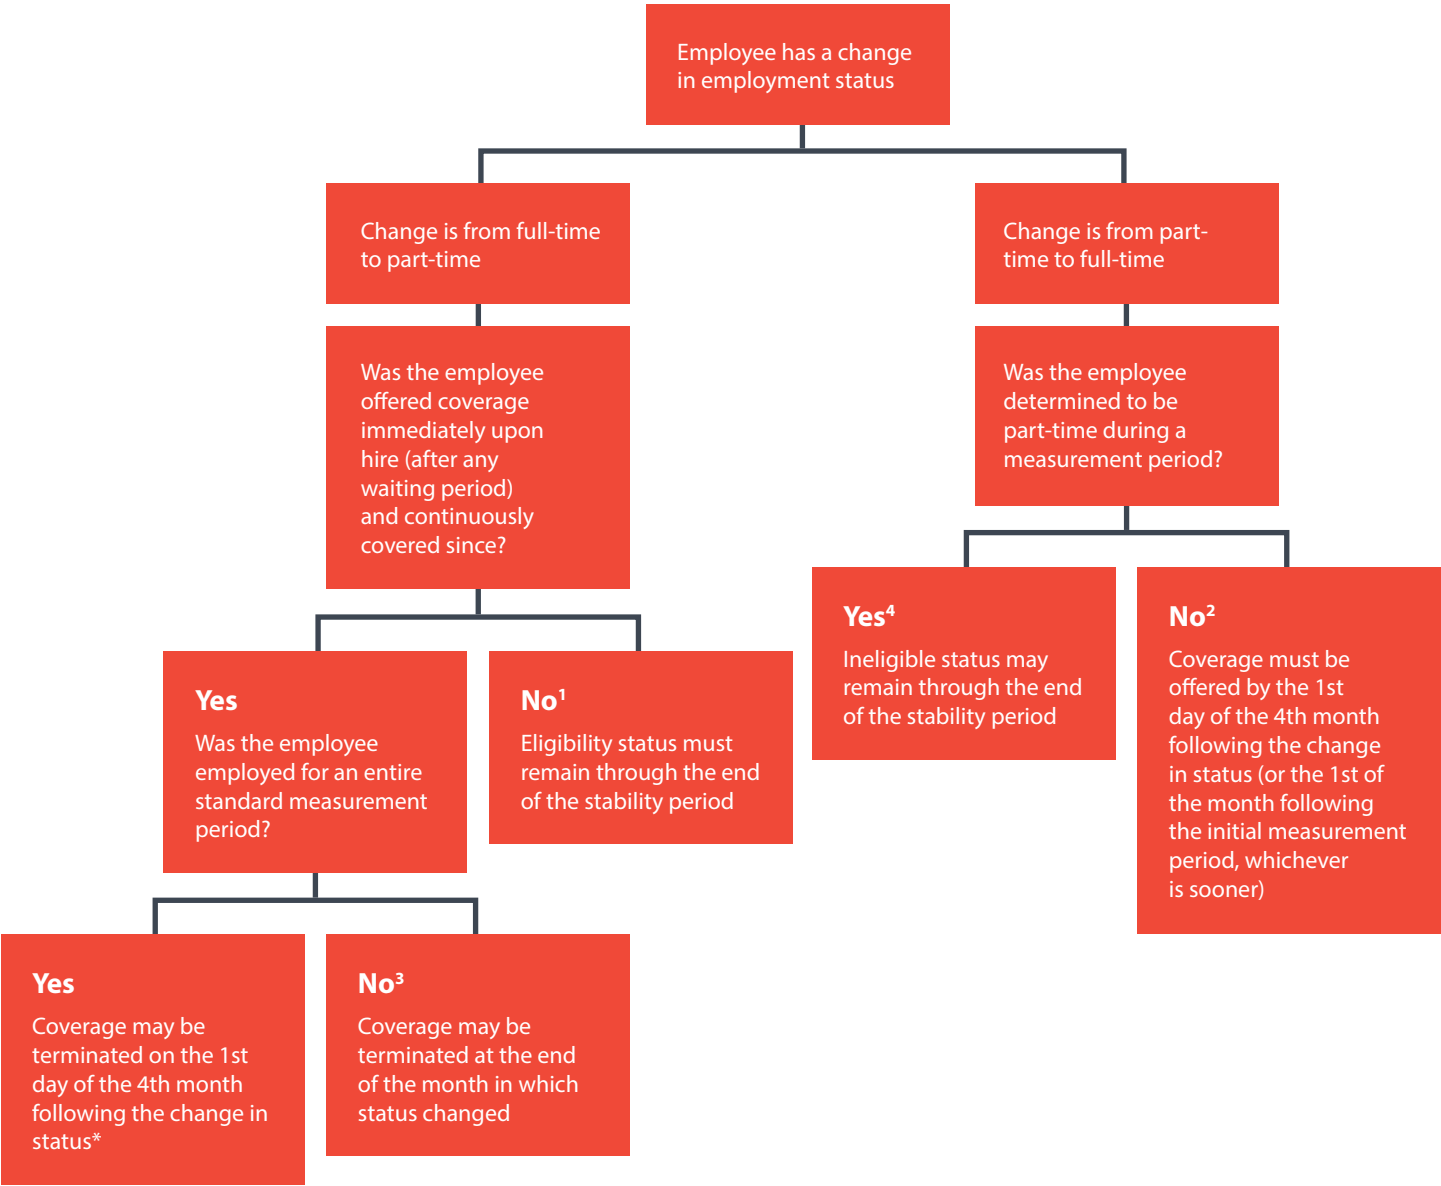 Employee has a change
in employment status
Change is from full-time
to part-time
Change is from part-
time to full-time
Was the employee
offered coverage
immediately upon
hire (after any
waiting period)
and continuously
covered since?
Was the employee
determined to be
part-time during a
measurement period?
Yes
Was the employee
employed for an entire
standard measurement
period?
No¹
Eligibility status must
remain through the end
of the stability period
Yes⁴
Ineligible status may
remain through the end
of the stability period
No²
Coverage must be
offered by the 1st
day of the 4th month
following the change
in status (or the 1st of
the month following
the initial measurement
period, whichever
is sooner)
Yes
Coverage may be
terminated on the 1st
day of the 4th month
following the change in
status*
No³
Coverage may be
terminated at the end
of the month in which
status changed